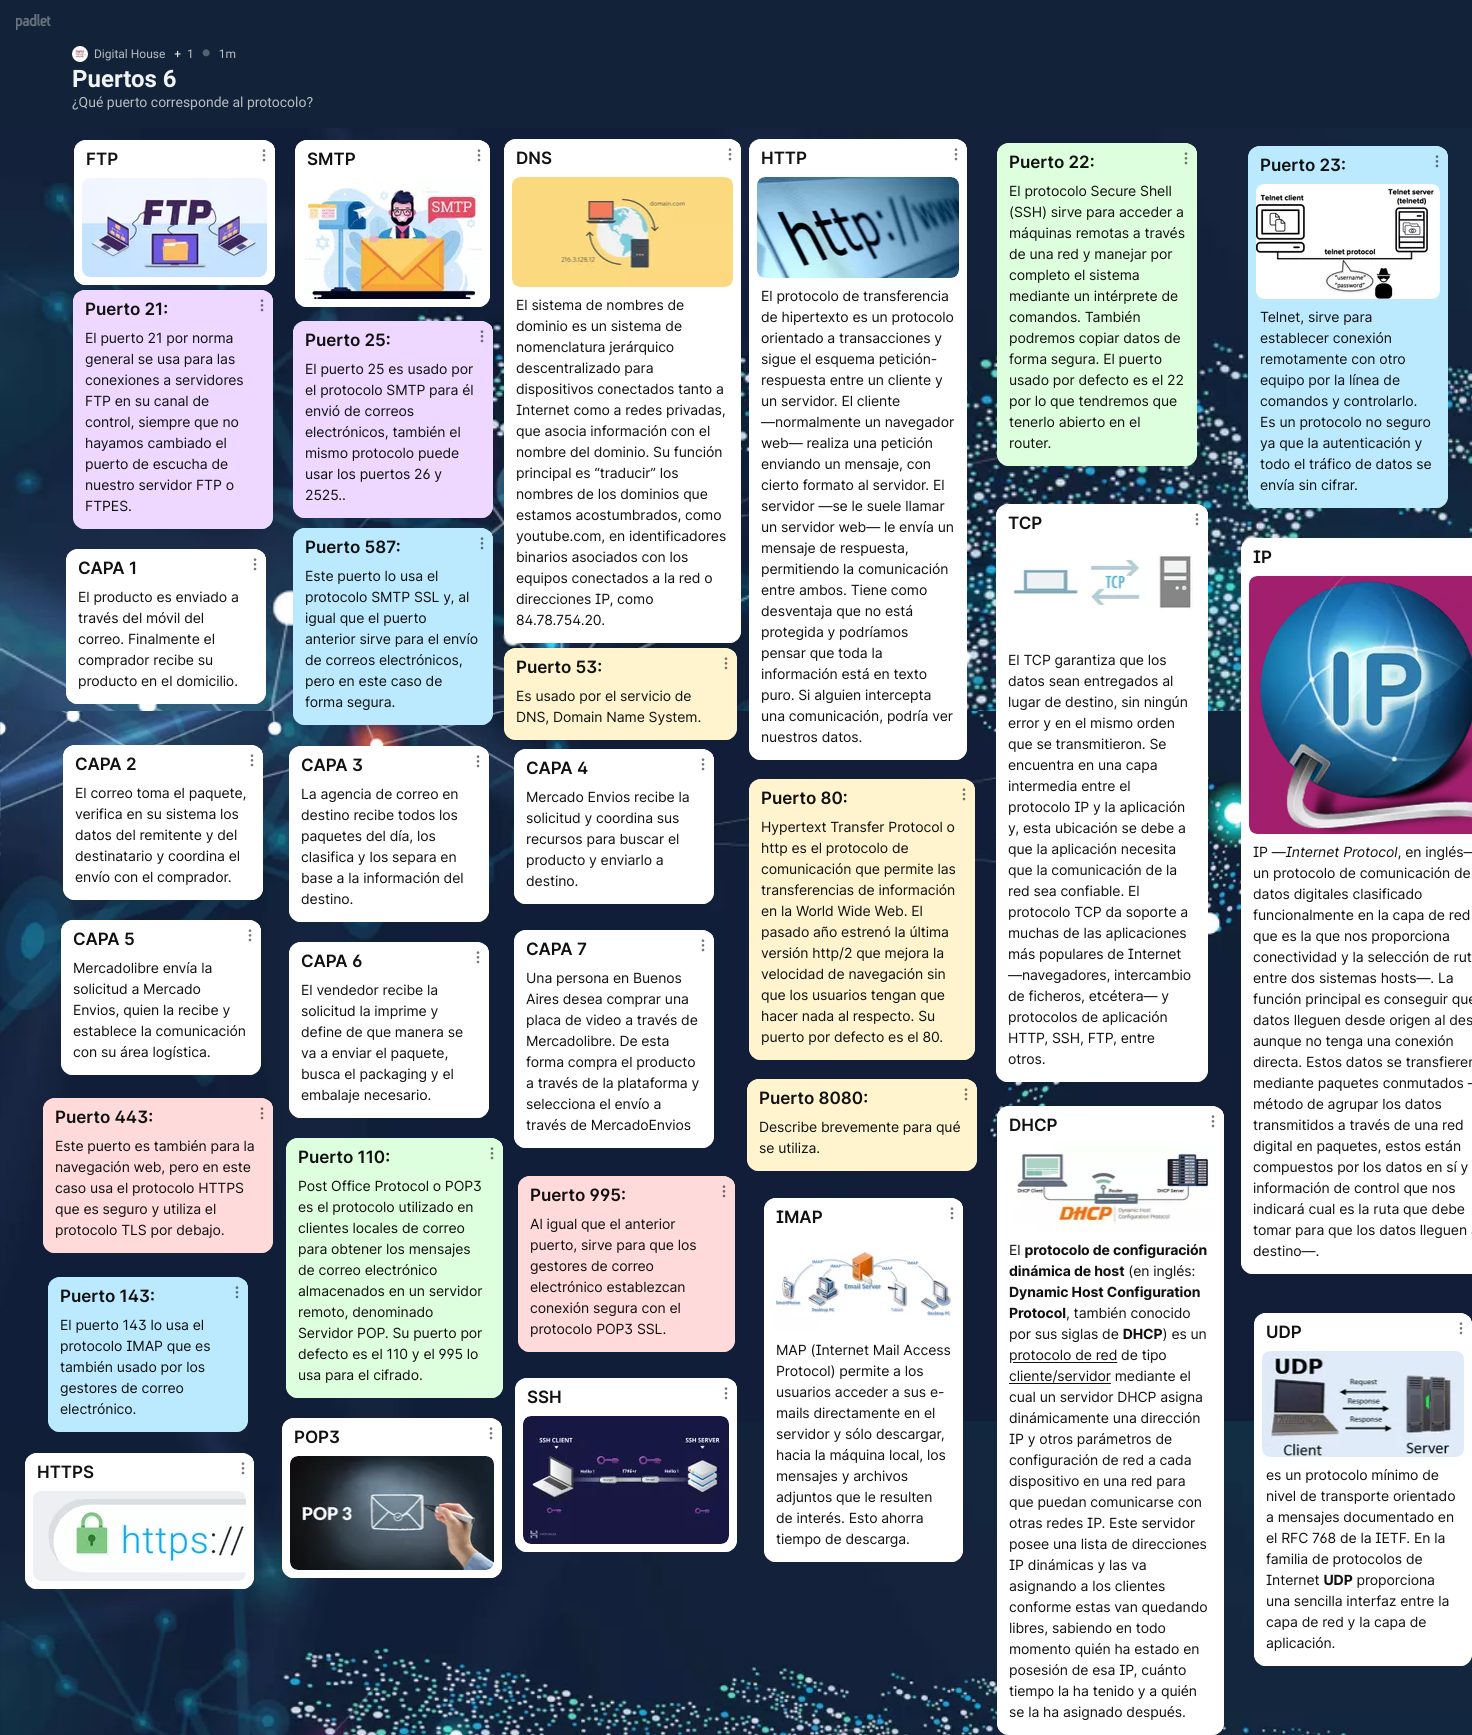 padlet
Digital House + 1 1m
Puertos 6
¿Qué puerto corresponde al protocolo?
FTP
FTP
Puerto 21:
El puerto 21 por norma
general se usa para las
conexiones a servidores
FTP en su canal de
control, siempre que no
hayamos cambiado el
puerto de escucha de
nuestro servidor FTP o
FTPES.
CAPA 1
El producto es enviado a
través del móvil del
correo. Finalmente el
comprador recibe su
producto en el domicilio.
CAPA 2
El correo toma el paquete,
verifica en su sistema los
datos del remitente y del
destinatario y coordina el
envío con el comprador.
CAPA 5
Mercadolibre envía la
solicitud a Mercado
Envios, quien la recibe y
establece la comunicación
con su área logística.
Puerto 443:
Este puerto es también para la
navegación web, pero en este
caso usa el protocolo HTTPS
que es seguro y utiliza el
protocolo TLS por debajo.
Puerto 143:
El puerto 143 lo usa el
protocolo IMAP que es
también usado por los
gestores de correo
electrónico.
HTTPS
https://
SMTP
SMTP
Puerto 25:
El puerto 25 es usado por
el protocolo SMTP para él
envió de correos
electrónicos, también el
mismo protocolo puede
usar los puertos 26 y
2525..
Puerto 587:
Este puerto lo usa el
protocolo SMTP SSL y, al
igual que el puerto
anterior sirve para el envío
de correos electrónicos,
pero en este caso de
forma segura.
CAPA 3
La agencia de correo en
destino recibe todos los
paquetes del día, los
clasifica y los separa en
base a la información del
destino.
CAPA 6
El vendedor recibe la
solicitud la imprime y
define de que manera se
va a enviar el paquete,
busca el packaging y el
embalaje necesario.
Puerto 110:
Post Office Protocol o POP3
es el protocolo utilizado en
clientes locales de correo
para obtener los mensajes
de correo electrónico
almacenados en un servidor
remoto, denominado
Servidor POP. Su puerto por
defecto es el 110 y el 995 lo
usa para el cifrado.
POP3
POP 3
DNS
domain.com
216.3.128.12
El sistema de nombres de
dominio es un sistema de
nomenclatura jerárquico
descentralizado para
dispositivos conectados tanto a
Internet como a redes privadas,
que asocia información con el
nombre del dominio. Su función
principal es “traducir” los
nombres de los dominios que
estamos acostumbrados, como
youtube.com, en identificadores
binarios asociados con los
equipos conectados a la red o
direcciones IP, como
84.78.754.20.
Puerto 53:
Es usado por el servicio de
DNS, Domain Name System.
CAPA 4
Mercado Envios recibe la
solicitud y coordina sus
recursos para buscar el
producto y enviarlo a
destino.
CAPA 7
Una persona en Buenos
Aires desea comprar una
placa de video a través de
Mercadolibre. De esta
forma compra el producto
a través de la plataforma y
selecciona el envío a
través de MercadoEnvios
Puerto 995:
Al igual que el anterior
puerto, sirve para que los
gestores de correo
electrónico establezcan
conexión segura con el
protocolo POP3 SSL.
SSH
SSH CLIENT
SSH SERVER
Hello !
Hello !
HTTP
http://www
El protocolo de transferencia
de hipertexto es un protocolo
orientado a transacciones y
sigue el esquema petición-
respuesta entre un cliente y
un servidor. El cliente
—normalmente un navegador
web— realiza una petición
enviando un mensaje, con
cierto formato al servidor. El
servidor —se le suele llamar
un servidor web— le envía un
mensaje de respuesta,
permitiendo la comunicación
entre ambos. Tiene como
desventaja que no está
protegida y podríamos
pensar que toda la
información está en texto
puro. Si alguien intercepta
una comunicación, podría ver
nuestros datos.
Puerto 80:
Hypertext Transfer Protocol o
http es el protocolo de
comunicación que permite las
transferencias de información
en la World Wide Web. El
pasado año estrenó la última
versión http/2 que mejora la
velocidad de navegación sin
que los usuarios tengan que
hacer nada al respecto. Su
puerto por defecto es el 80.
Puerto 8080:
Describe brevemente para qué
se utiliza.
IMAP
IMAP
IMAP
IMAP
IMAP
Email Server
SmartPhone
Desktop PC
Tablet
Desktop PC
MAP (Internet Mail Access
Protocol) permite a los
usuarios acceder a sus e-
mails directamente en el
servidor y sólo descargar,
hacia la máquina local, los
mensajes y archivos
adjuntos que le resulten
de interés. Esto ahorra
tiempo de descarga.
Puerto 22:
El protocolo Secure Shell
(SSH) sirve para acceder a
máquinas remotas a través
de una red y manejar por
completo el sistema
mediante un intérprete de
comandos. También
podremos copiar datos de
forma segura. El puerto
usado por defecto es el 22
por lo que tendremos que
tenerlo abierto en el
router.
TCP
TCP
El TCP garantiza que los
datos sean entregados al
lugar de destino, sin ningún
error y en el mismo orden
que se transmitieron. Se
encuentra en una capa
intermedia entre el
protocolo IP y la aplicación
y, esta ubicación se debe a
que la aplicación necesita
que la comunicación de la
red sea confiable. El
protocolo TCP da soporte a
muchas de las aplicaciones
más populares de Internet
—navegadores, intercambio
de ficheros, etcétera— y
protocolos de aplicación
HTTP, SSH, FTP, entre
otros.
DHCP
DHCP Client
Router
DHCP Server
DHCP Dynamic Host
Configuration Protocol
El protocolo de configuración
dinámica de host (en inglés:
Dynamic Host Configuration
Protocol, también conocido
por sus siglas de DHCP) es un
protocolo de red de tipo
cliente/servidor mediante el
cual un servidor DHCP asigna
dinámicamente una dirección
IP y otros parámetros de
configuración de red a cada
dispositivo en una red para
que puedan comunicarse con
otras redes IP. Este servidor
posee una lista de direcciones
IP dinámicas y las va
asignando a los clientes
conforme estas van quedando
libres, sabiendo en todo
momento quién ha estado en
posesión de esa IP, cuánto
tiempo la ha tenido y a quién
se la ha asignado después.
Puerto 23:
Telnet client
Telnet server
(telnetd)
telnet protocol
"username"
"password"
Telnet, sirve para
establecer conexión
remotamente con otro
equipo por la línea de
comandos y controlarlo.
Es un protocolo no seguro
ya que la autenticación y
todo el tráfico de datos se
envía sin cifrar.
IP
IP
IP —Internet Protocol, en inglés—
un protocolo de comunicación de
datos digitales clasificado
funcionalmente en la capa de red
que es la que nos proporciona
conectividad y la selección de rut
entre dos sistemas hosts—. La
función principal es conseguir que
datos lleguen desde origen al des
aunque no tenga una conexión
directa. Estos datos se transfieren
mediante paquetes conmutados —
método de agrupar los datos
transmitidos a través de una red
digital en paquetes, estos están
compuestos por los datos en sí y
información de control que nos
indicará cual es la ruta que debe
tomar para que los datos lleguen
destino—.
UDP
UDP
Request
Response
Response
Client
Server
es un protocolo mínimo de
nivel de transporte orientado
a mensajes documentado en
el RFC 768 de la IETF. En la
familia de protocolos de
Internet UDP proporciona
una sencilla interfaz entre la
capa de red y la capa de
aplicación.